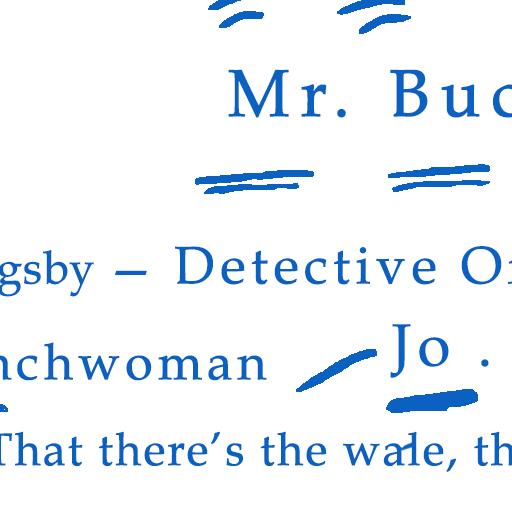 Mr. Buc
gsby – Detective Of
nchwoman Jo .
That there's the wale, th